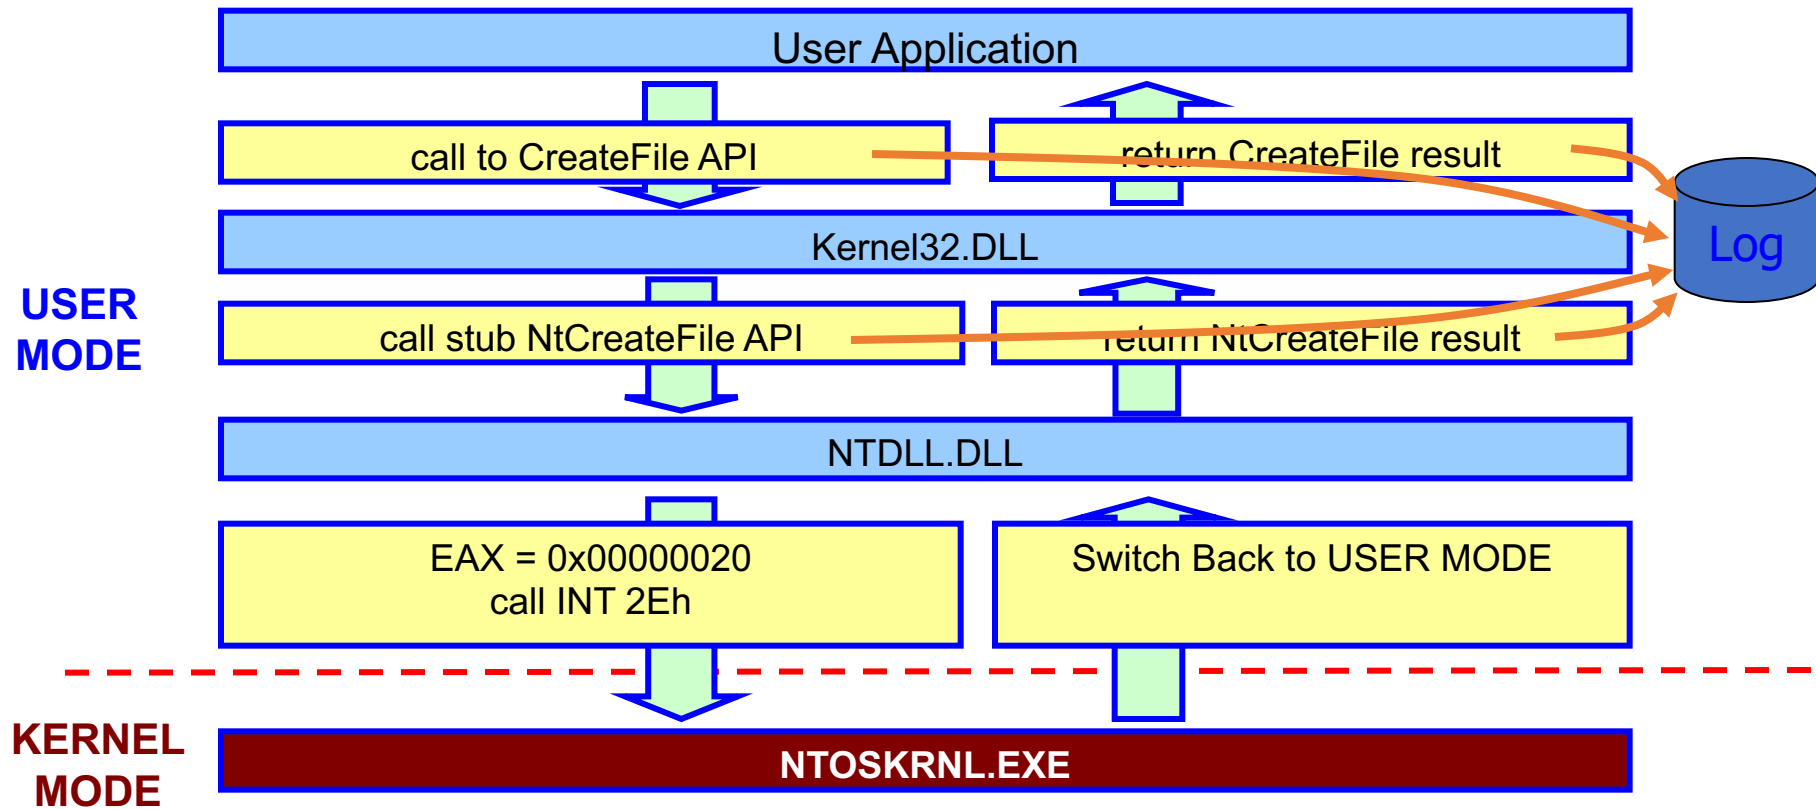 User Application
call to CreateFile API
return CreateFile result
Log
Kernel32.DLL
USER
MODE
call stub NtCreateFile API
return NtCreateFile result
NTDLL.DLL
EAX = 0x00000020
call INT 2Eh
Switch Back to USER MODE
KERNEL
MODE
NTOSKRNL.EXE